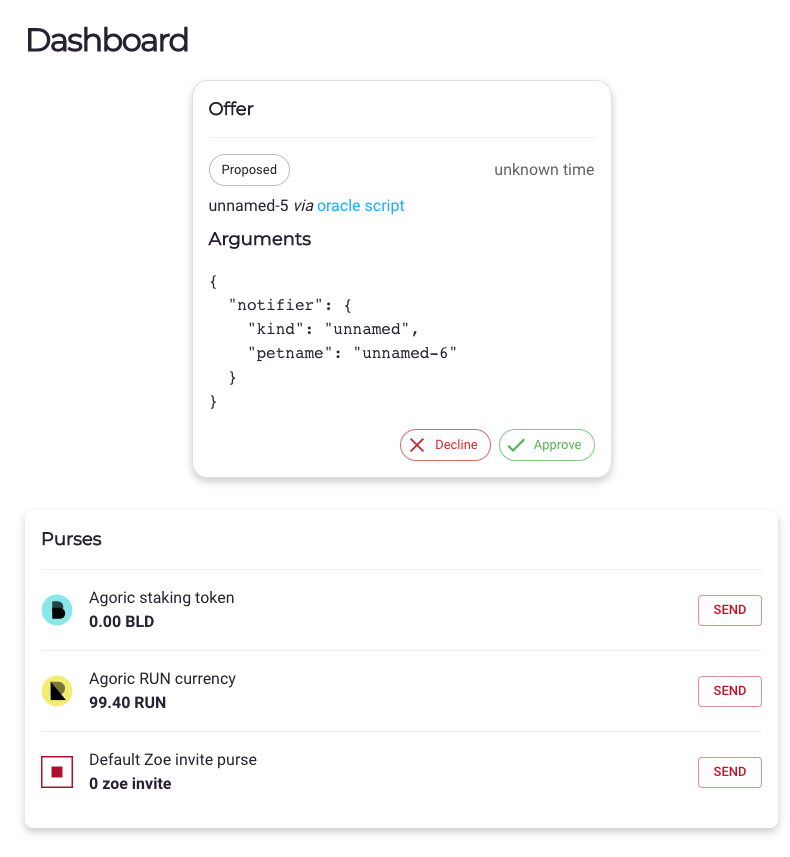 Dashboard
Offer
Proposed
unknown time
unnamed-5 via oracle script
Arguments
{
  "notifier": {
    "kind": "unnamed",
    "petname": "unnamed-6"
  }
}
Decline
Approve
Purses
Agoric staking token
0.00 BLD
SEND
Agoric RUN currency
99.40 RUN
SEND
Default Zoe invite purse
0 zoe invite
SEND